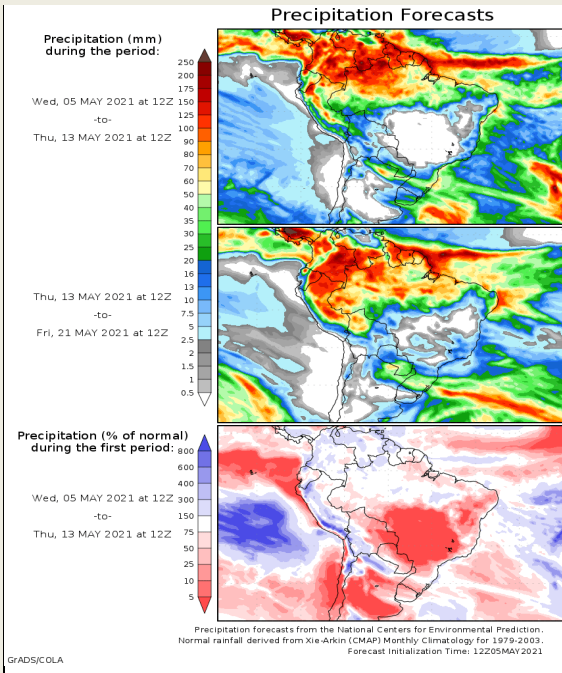 Precipitation Forecasts
Precipitation (mm)
during the period:
Wed, 05 MAY 2021 at 12Z
-to-
Thu, 13 MAY 2021 at 12Z
250
200
175
150
125
100
90
80
70
60
50
40
35
30
25
20
16
13
10
7.5
5
2.5
2
1.5
1
0.5
Thu, 13 MAY 2021 at 12Z
-to-
Fri, 21 MAY 2021 at 12Z
Precipitation (% of normal)
during the first period:
Wed, 05 MAY 2021 at 12Z
-to-
Thu, 13 MAY 2021 at 12Z
800
600
400
300
150
75
50
25
10
5
Precipitation forecasts from the National Centers for Environmental Prediction.
Normal rainfall derived from Xie-Arkin (CMAP) Monthly Climatology for 1979-2003.
Forecast Initialization Time: 12Z05MAY2021
GrADS/COLA